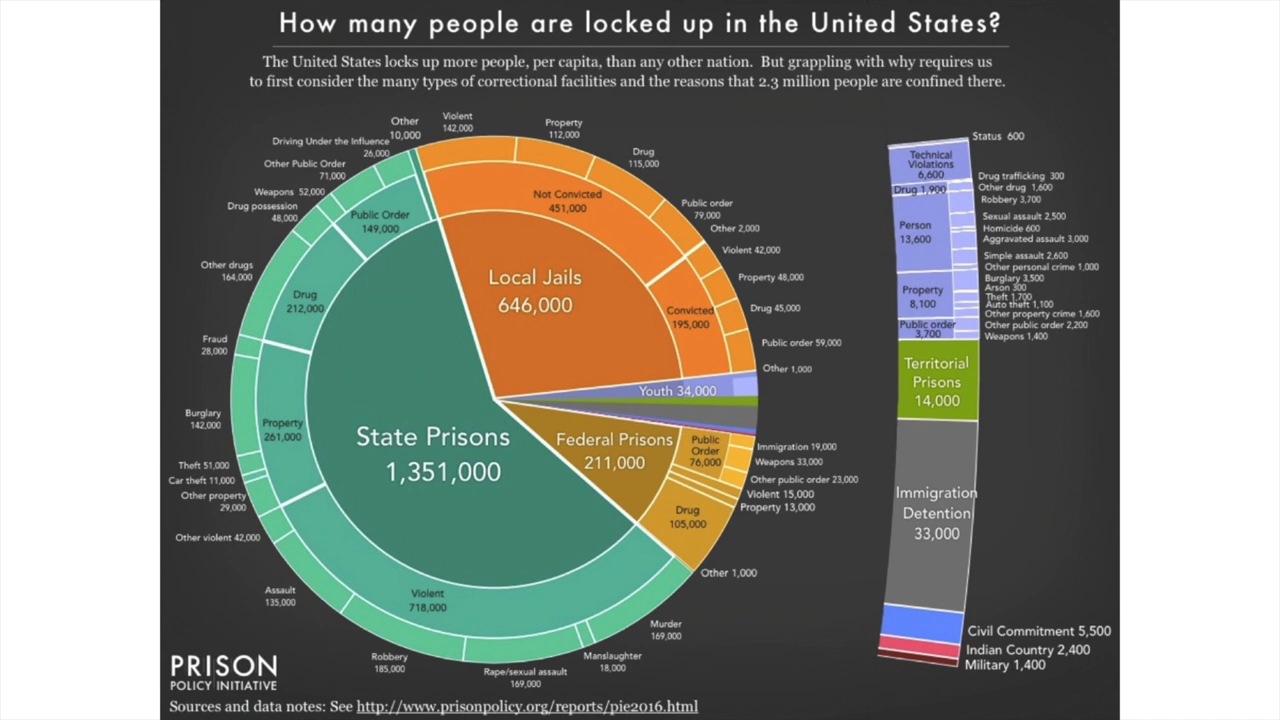 How many people are locked up in the United States?
The United States locks up more people, per capita, than any other nation.  But grappling with why requires us
to first consider the many types of correctional facilities and the reasons that 2.3 million people are confined there.
Other
10,000
Violent
142,000
Property
112,000
Drug
115,000
Public order
79,000
Other 2,000
Violent 42,000
Property 48,000
Drug 45,000
Public order 59,000
Other 1,000
Not Convicted
451,000
Convicted
195,000
Local Jails
646,000
Youth 34,000
Driving Under the Influence
26,000
Other Public Order
71,000
Weapons 52,000
Drug possession
48,000
Other drugs
164,000
Fraud
28,000
Burglary
142,000
Theft 51,000
Car theft 11,000
Other property
29,000
Other violent 42,000
Assault
135,000
Robbery
185,000
Rape/sexual assault
169,000
Manslaughter
18,000
Murder
169,000
Public Order
149,000
Drug
212,000
Property
261,000
Violent
718,000
State Prisons
1,351,000
Federal Prisons
211,000
Public
Order
76,000
Drug
105,000
Immigration 19,000
Weapons 33,000
Other public order 23,000
Violent 15,000
Property 13,000
Other 1,000
Status 600
Technical
Violations
6,600
Drug 1,900
Person
13,600
Property
8,100
Public order
3,700
Drug trafficking 300
Other drug 1,600
Robbery 3,700
Sexual assault 2,500
Homicide 600
Aggravated assault 3,000
Simple assault 2,600
Other personal crime 1,000
Burglary 3,500
Arson 300
Theft 1,700
Auto theft 1,100
Other property crime 1,600
Other public order 2,200
Weapons 1,400
Territorial
Prisons
14,000
Immigration
Detention
33,000
Civil Commitment 5,500
Indian Country 2,400
Military 1,400
PRISON
POLICY INITIATIVE
Sources and data notes: See http://www.prisonpolicy.org/reports/pie2016.html